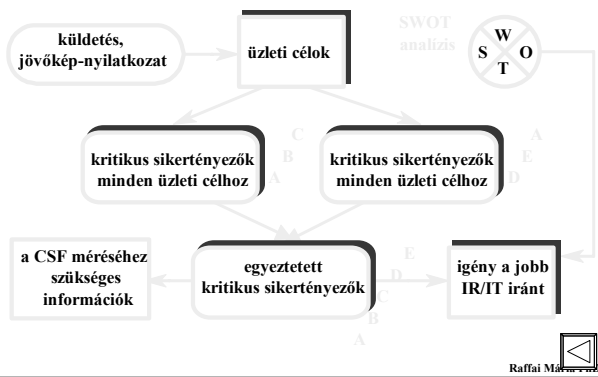 küldetés,
jövőkép-nyilatkozat
üzleti célok
SWOT
analízis
W
S O
T
kritikus sikertényezők
minden üzleti célhoz
C
B
A
kritikus sikertényezők
minden üzleti célhoz
A
E
D
a CSF méréséhez
szükséges
információk
egyeztetett
kritikus sikertényezők
E
D
C
B
A
igény a jobb
IR/IT iránt
Raffai